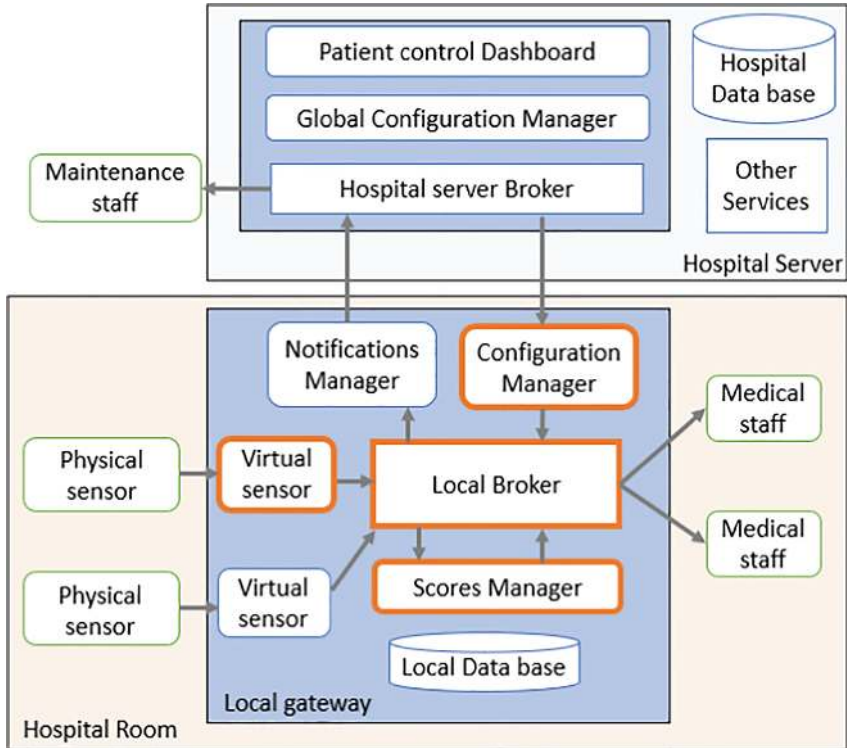 Patient control Dashboard
Hospital
Data base
Global Configuration Manager
Maintenance
staff
Hospital server Broker
Other
Services
Hospital Server
Notifications
Manager
Configuration
Manager
Medical
staff
Physical
sensor
Virtual
sensor
Local Broker
Medical
staff
Physical
sensor
Virtual
sensor
Scores Manager
Local Data base
Local gateway
Hospital Room